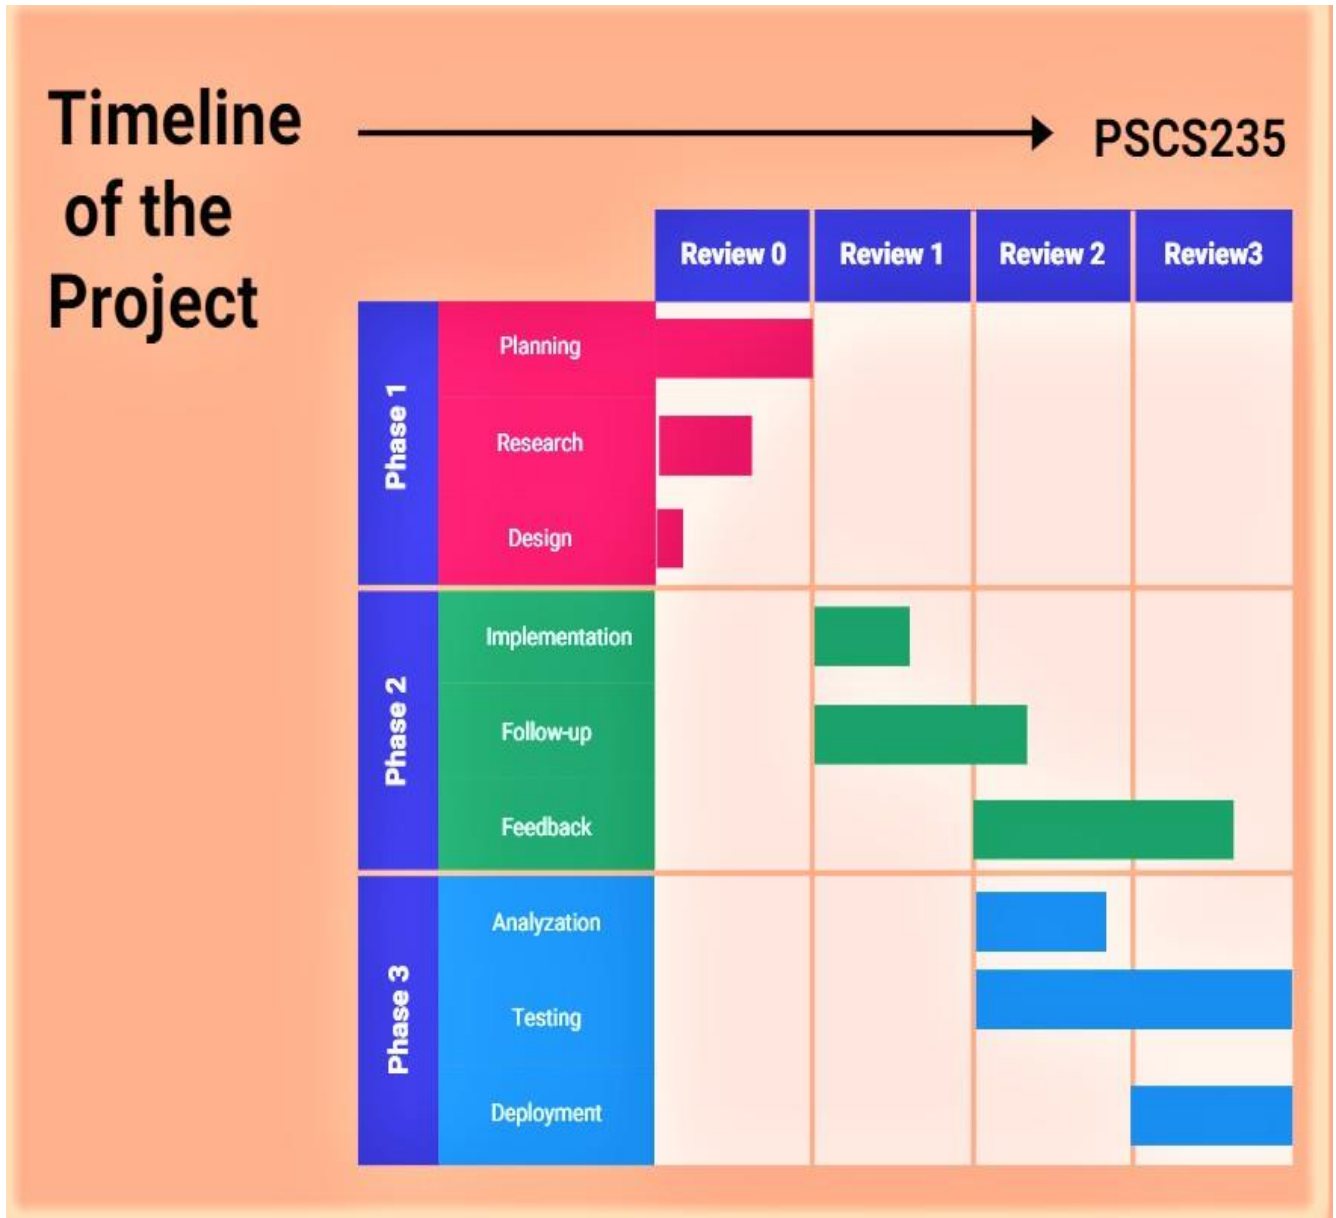 Timeline
of the
Project
PSCS235
Review 0
Review 1
Review 2
Review3
Phase 1
Planning
Research
Design
Phase 2
Implementation
Follow-up
Feedback
Phase 3
Analyzation
Testing
Deployment